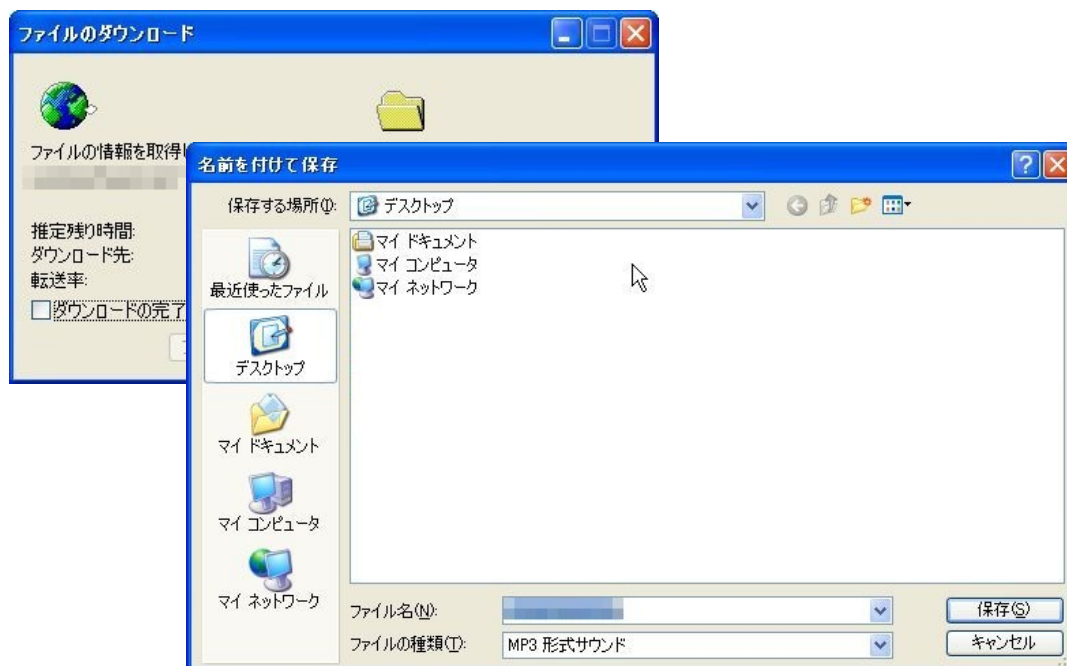 ファイルのダウンロード
ファイルの情報を取得
推定残り時間:
ダウンロード先:
転送率:
ダウンロードの完了
名前を付けて保存
保存する場所(I):
デスクトップ
最近使ったファイル
デスクトップ
マイ ドキュメント
マイ コンピュータ
マイ ネットワーク
マイ ドキュメント
マイ コンピュータ
マイ ネットワーク
ファイル名(N):
保存(S)
ファイルの種類(T):
MP3 形式サウンド
キャンセル